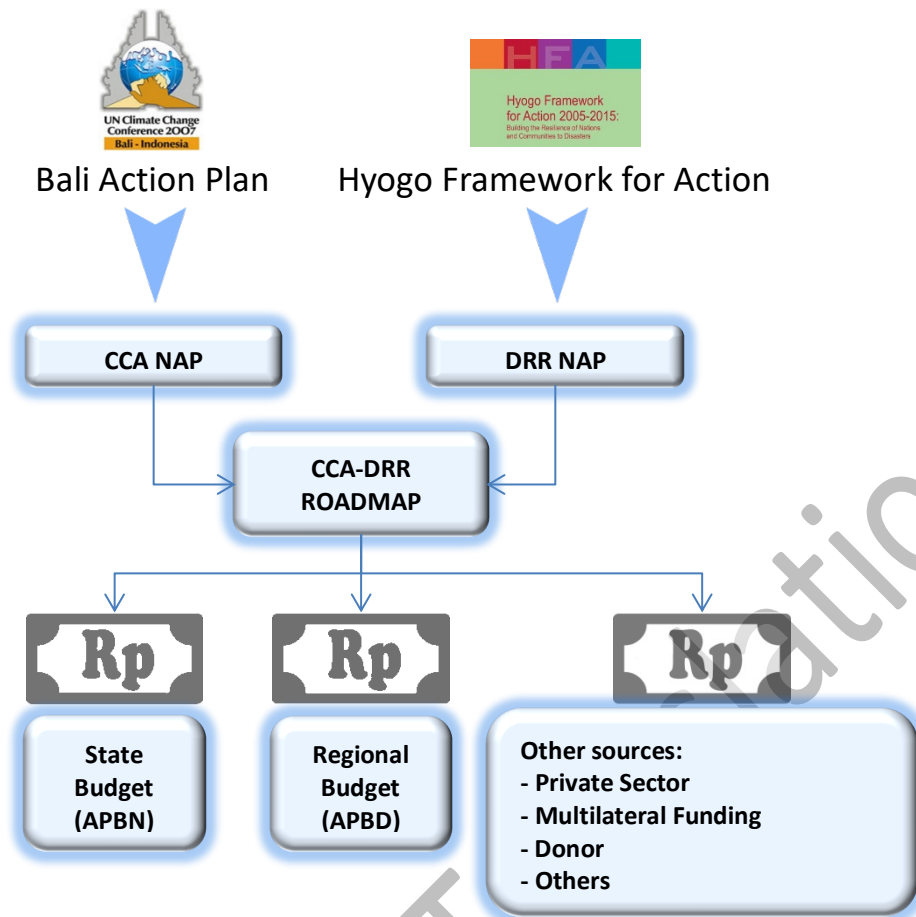 UN Climate Change
Conference 2007
Bali - Indonesia
HFA
Hyogo Framework
for Action 2005-2015:
Building the Resilience of Nations
and Communities to Disasters
Bali Action Plan
Hyogo Framework for Action
CCA NAP
DRR NAP
CCA-DRR
ROADMAP
Rp
Rp
Rp
State
Budget
(APBN)
Regional
Budget
(APBD)
Other sources:
- Private Sector
- Multilateral Funding
- Donor
- Others